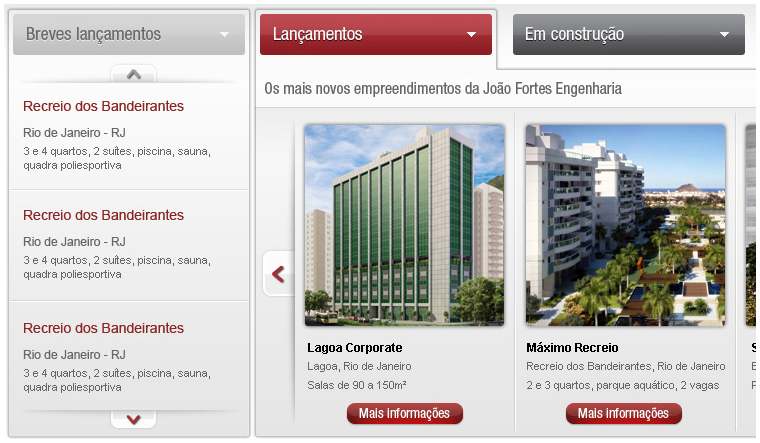 Breves lançamentos
Recreio dos Bandeirantes
Rio de Janeiro - RJ
3 e 4 quartos, 2 suítes, piscina, sauna,
quadra poliesportiva
Recreio dos Bandeirantes
Rio de Janeiro - RJ
3 e 4 quartos, 2 suítes, piscina, sauna,
quadra poliesportiva
Recreio dos Bandeirantes
Rio de Janeiro - RJ
3 e 4 quartos, 2 suítes, piscina, sauna,
quadra poliesportiva
Lançamentos
Em construção
Os mais novos empreendimentos da João Fortes Engenharia
Lagoa Corporate
Lagoa, Rio de Janeiro
Salas de 90 a 150m²
Mais informações
Máximo Recreio
Recreio dos Bandeirantes, Rio de Janeiro
2 e 3 quartos, parque aquático, 2 vagas
Mais informações